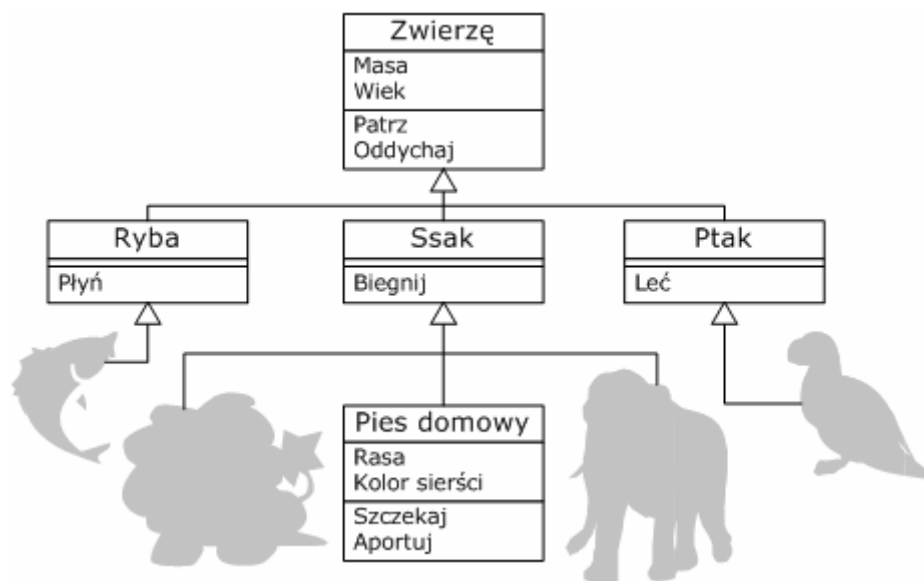 Zwierzę
Masa
Wiek
Patrz
Oddychaj
Ryba
Płyń
Ssak
Biegnij
Ptak
Leć
Pies domowy
Rasa
Kolor sierści
Szczekaj
Aportuj